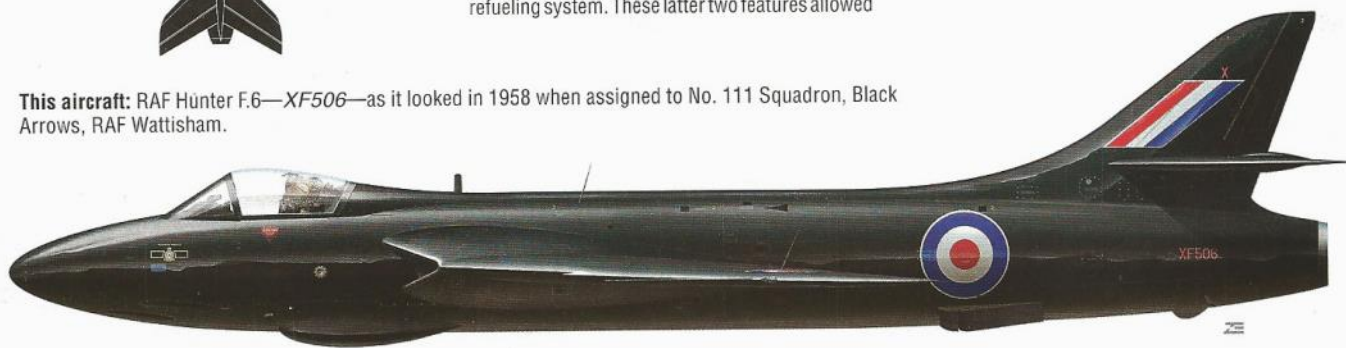 refueling system. These latter two features allowed
This aircraft: RAF Hunter F.6—XF506—as it looked in 1958 when assigned to No. 111 Squadron, Black
Arrows, RAF Wattisham.
X
XF506